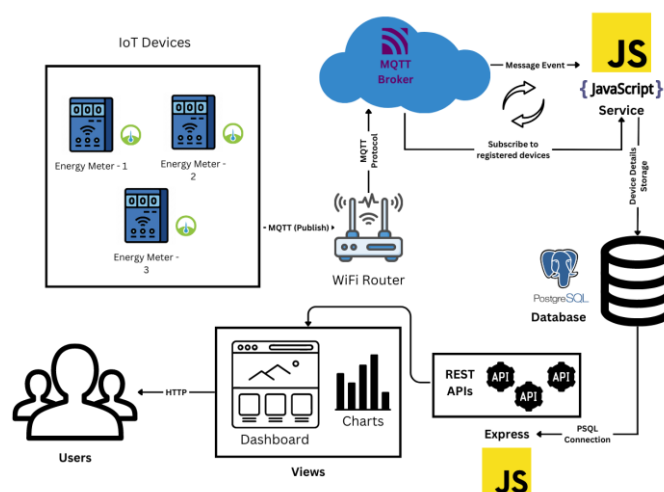 IoT Devices
Energy Meter - 1
Energy Meter -
2
Energy Meter -
3
MQTT (Publish)
WiFi Router
MQTT
Protocol
MQTT
Broker
Message Event
Subscribe to
registered devices
JS
{JavaScript}
Service
Device Details
Storage
PostgreSQL
Database
PSQL
Connection
REST
APIs
API
API
API
Express
JS
Dashboard
Charts
Views
HTTP
Users